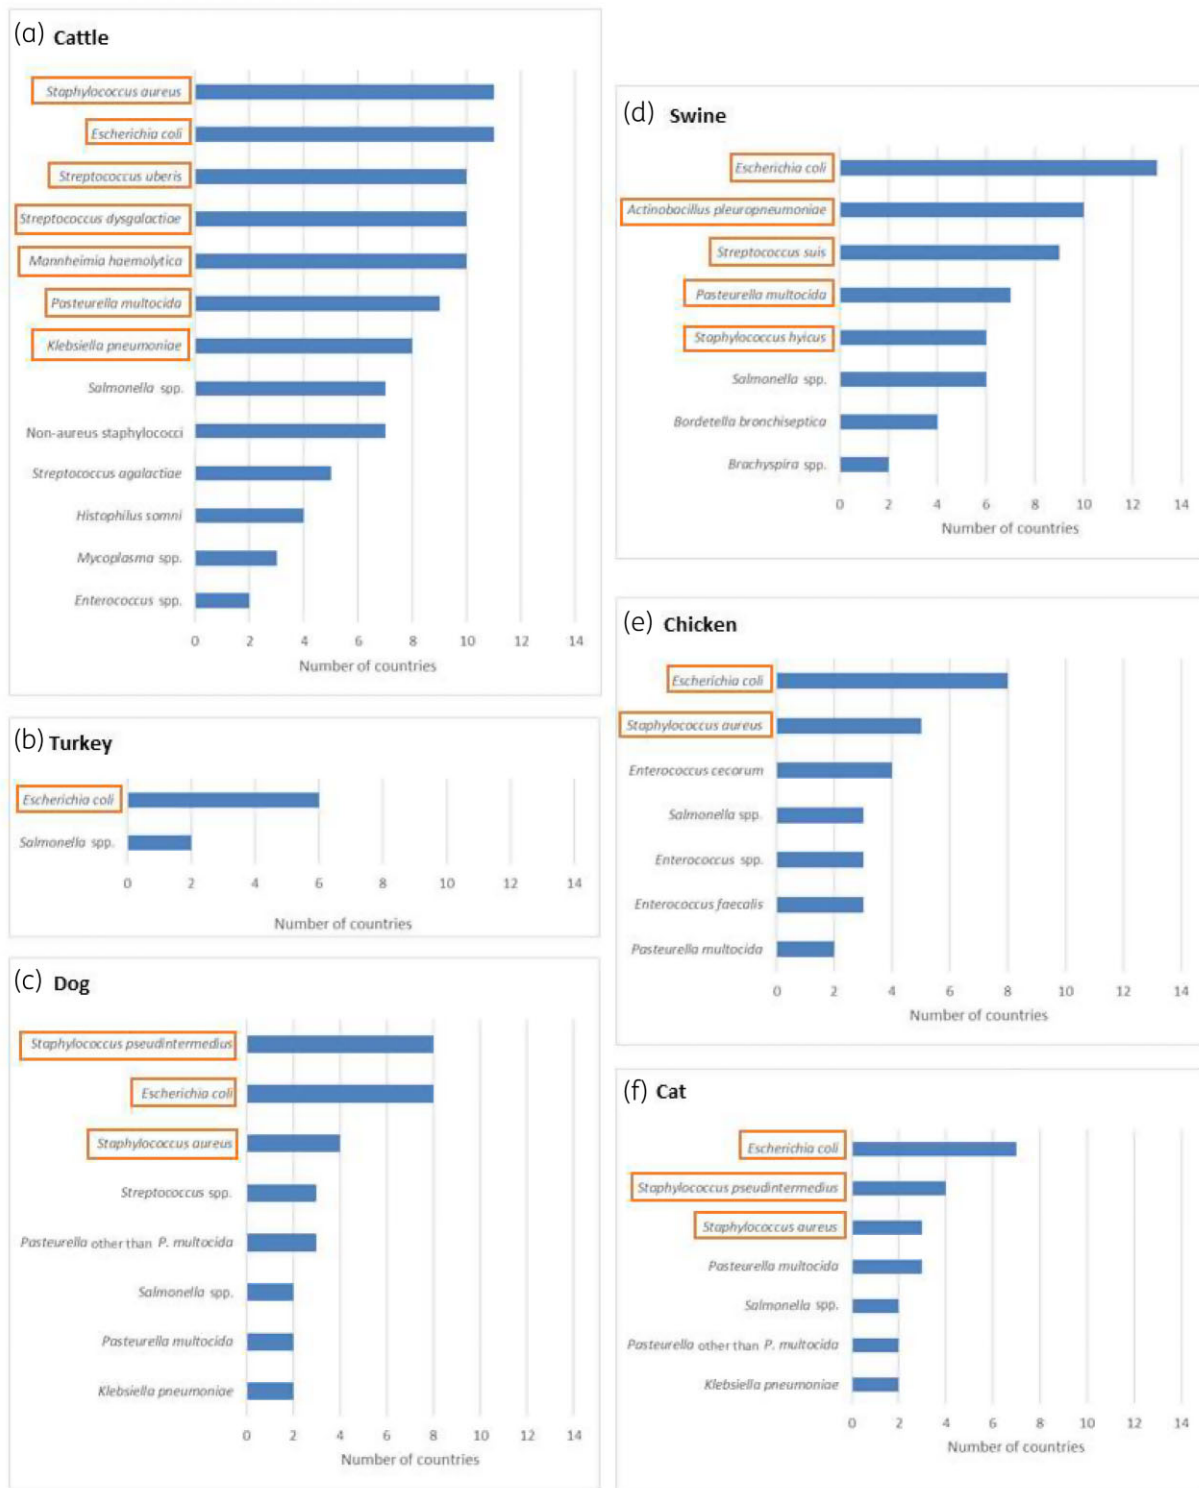 (a) Cattle
Staphylococcus aureus
Escherichia coli
Streptococcus uberis
Streptococcus dysgalactiae
Mannheimia haemolytica
Pasteurella multocida
Klebsiella pneumoniae
Salmonella spp.
Non-aureus staphylococci
Streptococcus agalactiae
Histophilus somni
Mycoplasma spp.
Enterococcus spp.
0 2 4 6 8 10 12 14
Number of countries
(b) Turkey
Escherichia coli
Salmonella spp.
0 2 4 6 8 10 12 14
Number of countries
(c) Dog
Staphylococcus pseudintermedius
Escherichia coli
Staphylococcus aureus
Streptococcus spp.
Pasteurella other than P. multocida
Salmonella spp.
Pasteurella multocida
Klebsiella pneumoniae
0 2 4 6 8 10 12 14
Number of countries
(d) Swine
Escherichia coli
Actinobacillus pleuropneumoniae
Streptococcus suis
Pasteurella multocida
Staphylococcus hyicus
Salmonella spp.
Bordetella bronchiseptica
Brachyspira spp.
0 2 4 6 8 10 12 14
Number of countries
(e) Chicken
Escherichia coli
Staphylococcus aureus
Enterococcus cecorum
Salmonella spp.
Enterococcus spp.
Enterococcus faecalis
Pasteurella multocida
0 2 4 6 8 10 12 14
Number of countries
(f) Cat
Escherichia coli
Staphylococcus pseudintermedius
Staphylococcus aureus
Pasteurella multocida
Salmonella spp.
Pasteurella other than P. multocida
Klebsiella pneumoniae
0 2 4 6 8 10 12 14
Number of countries